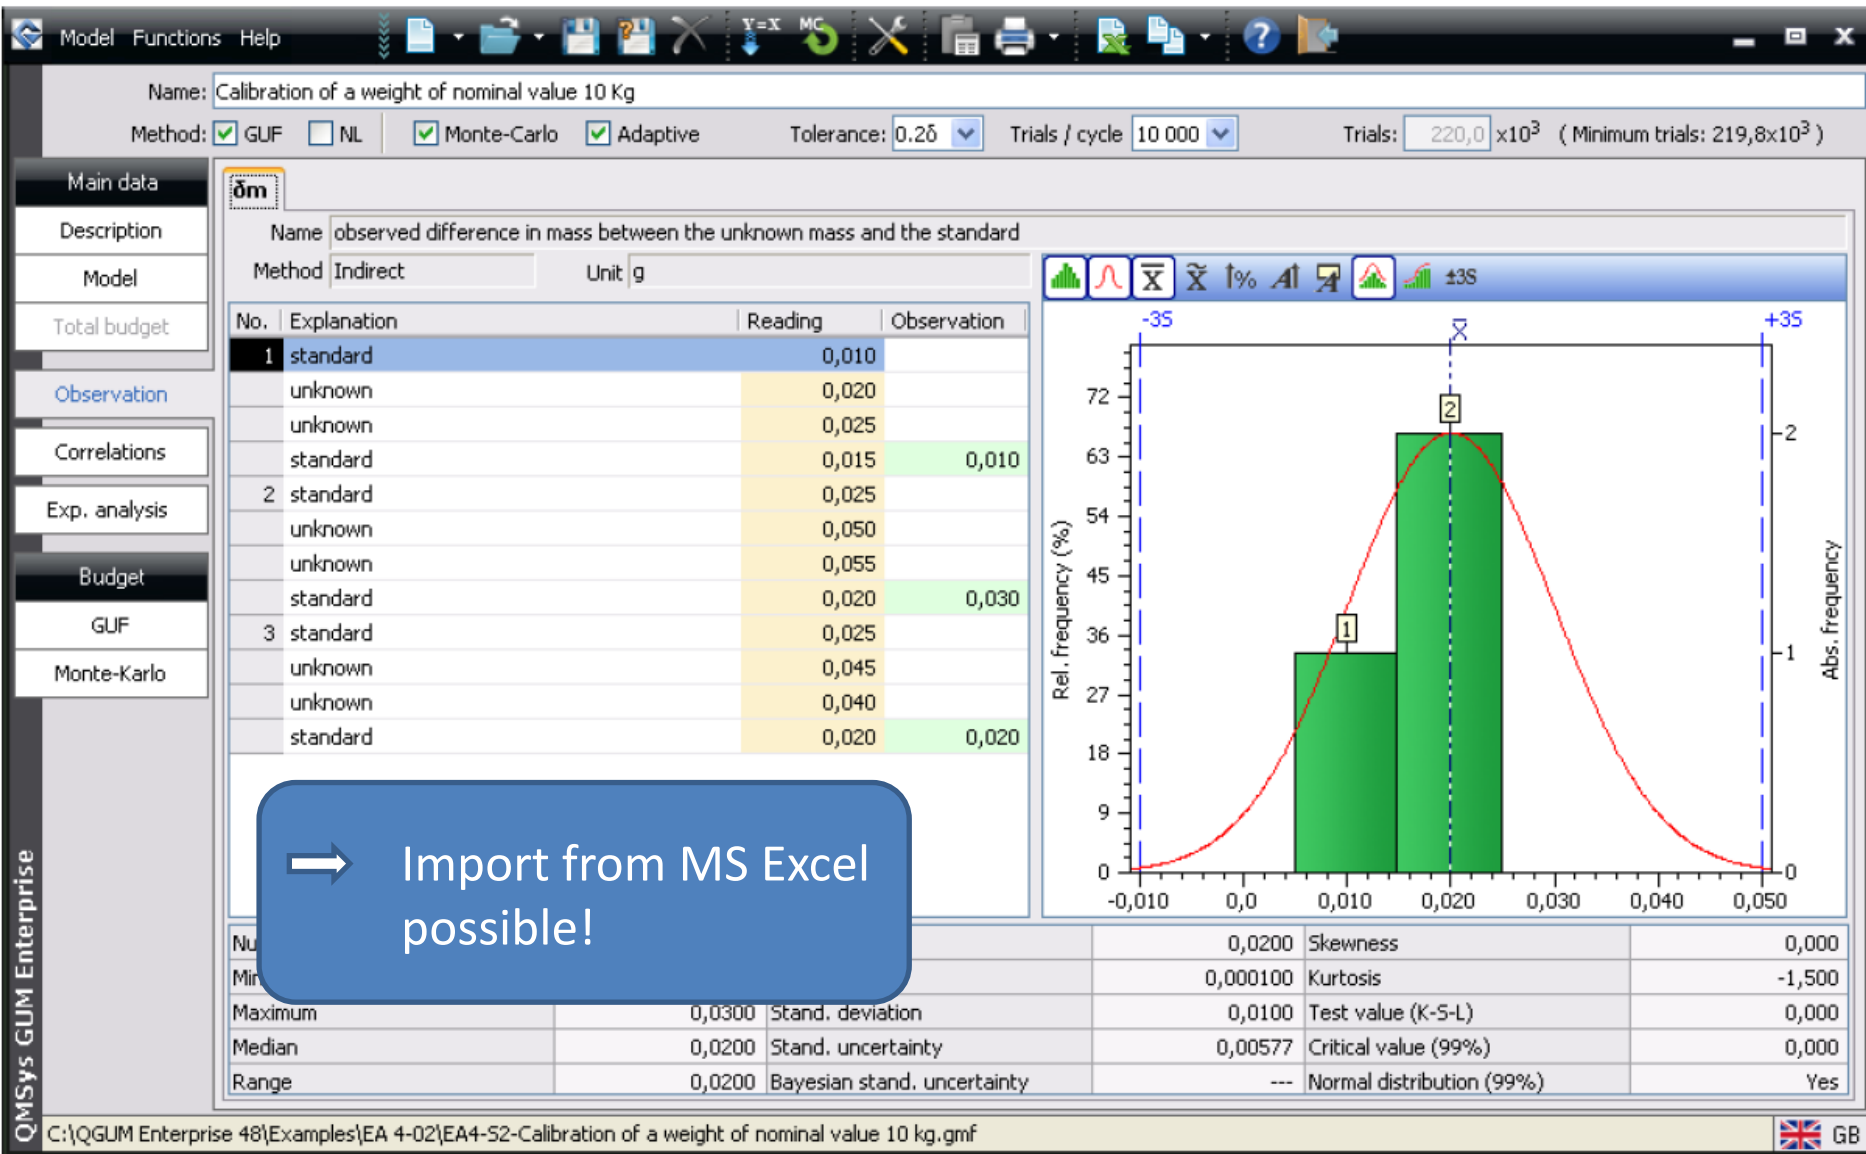 Model Functions Help
Y=X MC
Name: Calibration of a weight of nominal value 10 Kg
Method: GUF NL Monte-Carlo Adaptive Tolerance: 0.2δ Trials / cycle 10 000 Trials: 220,0 x10³ ( Minimum trials: 219,8x10³ )
Main data
Description
Model
Total budget
Observation
Correlations
Exp. analysis
Budget
GUF
Monte-Karlo
QMSys GUM Enterprise
δm
Name observed difference in mass between the unknown mass and the standard
Method Indirect Unit g
No. Explanation Reading Observation
1 standard 0,010
unknown 0,020
unknown 0,025
standard 0,015 0,010
2 standard 0,025
unknown 0,050
unknown 0,055
standard 0,020 0,030
3 standard 0,025
unknown 0,045
unknown 0,040
standard 0,020 0,020
Import from MS Excel
possible!
±3S
-3S X̅ +3S
Rel. frequency (%)
72
63
54
45
36
27
18
9
0
2
1
2
1
0
Abs. frequency
-0,010 0,0 0,010 0,020 0,030 0,040 0,050
0,0200 Skewness 0,000
0,000100 Kurtosis -1,500
Maximum 0,0300 Stand. deviation 0,0100 Test value (K-S-L) 0,000
Median 0,0200 Stand. uncertainty 0,00577 Critical value (99%) 0,000
Range 0,0200 Bayesian stand. uncertainty --- Normal distribution (99%) Yes
C:\QGUM Enterprise 48\Examples\EA 4-02\EA4-S2-Calibration of a weight of nominal value 10 kg.gmf GB